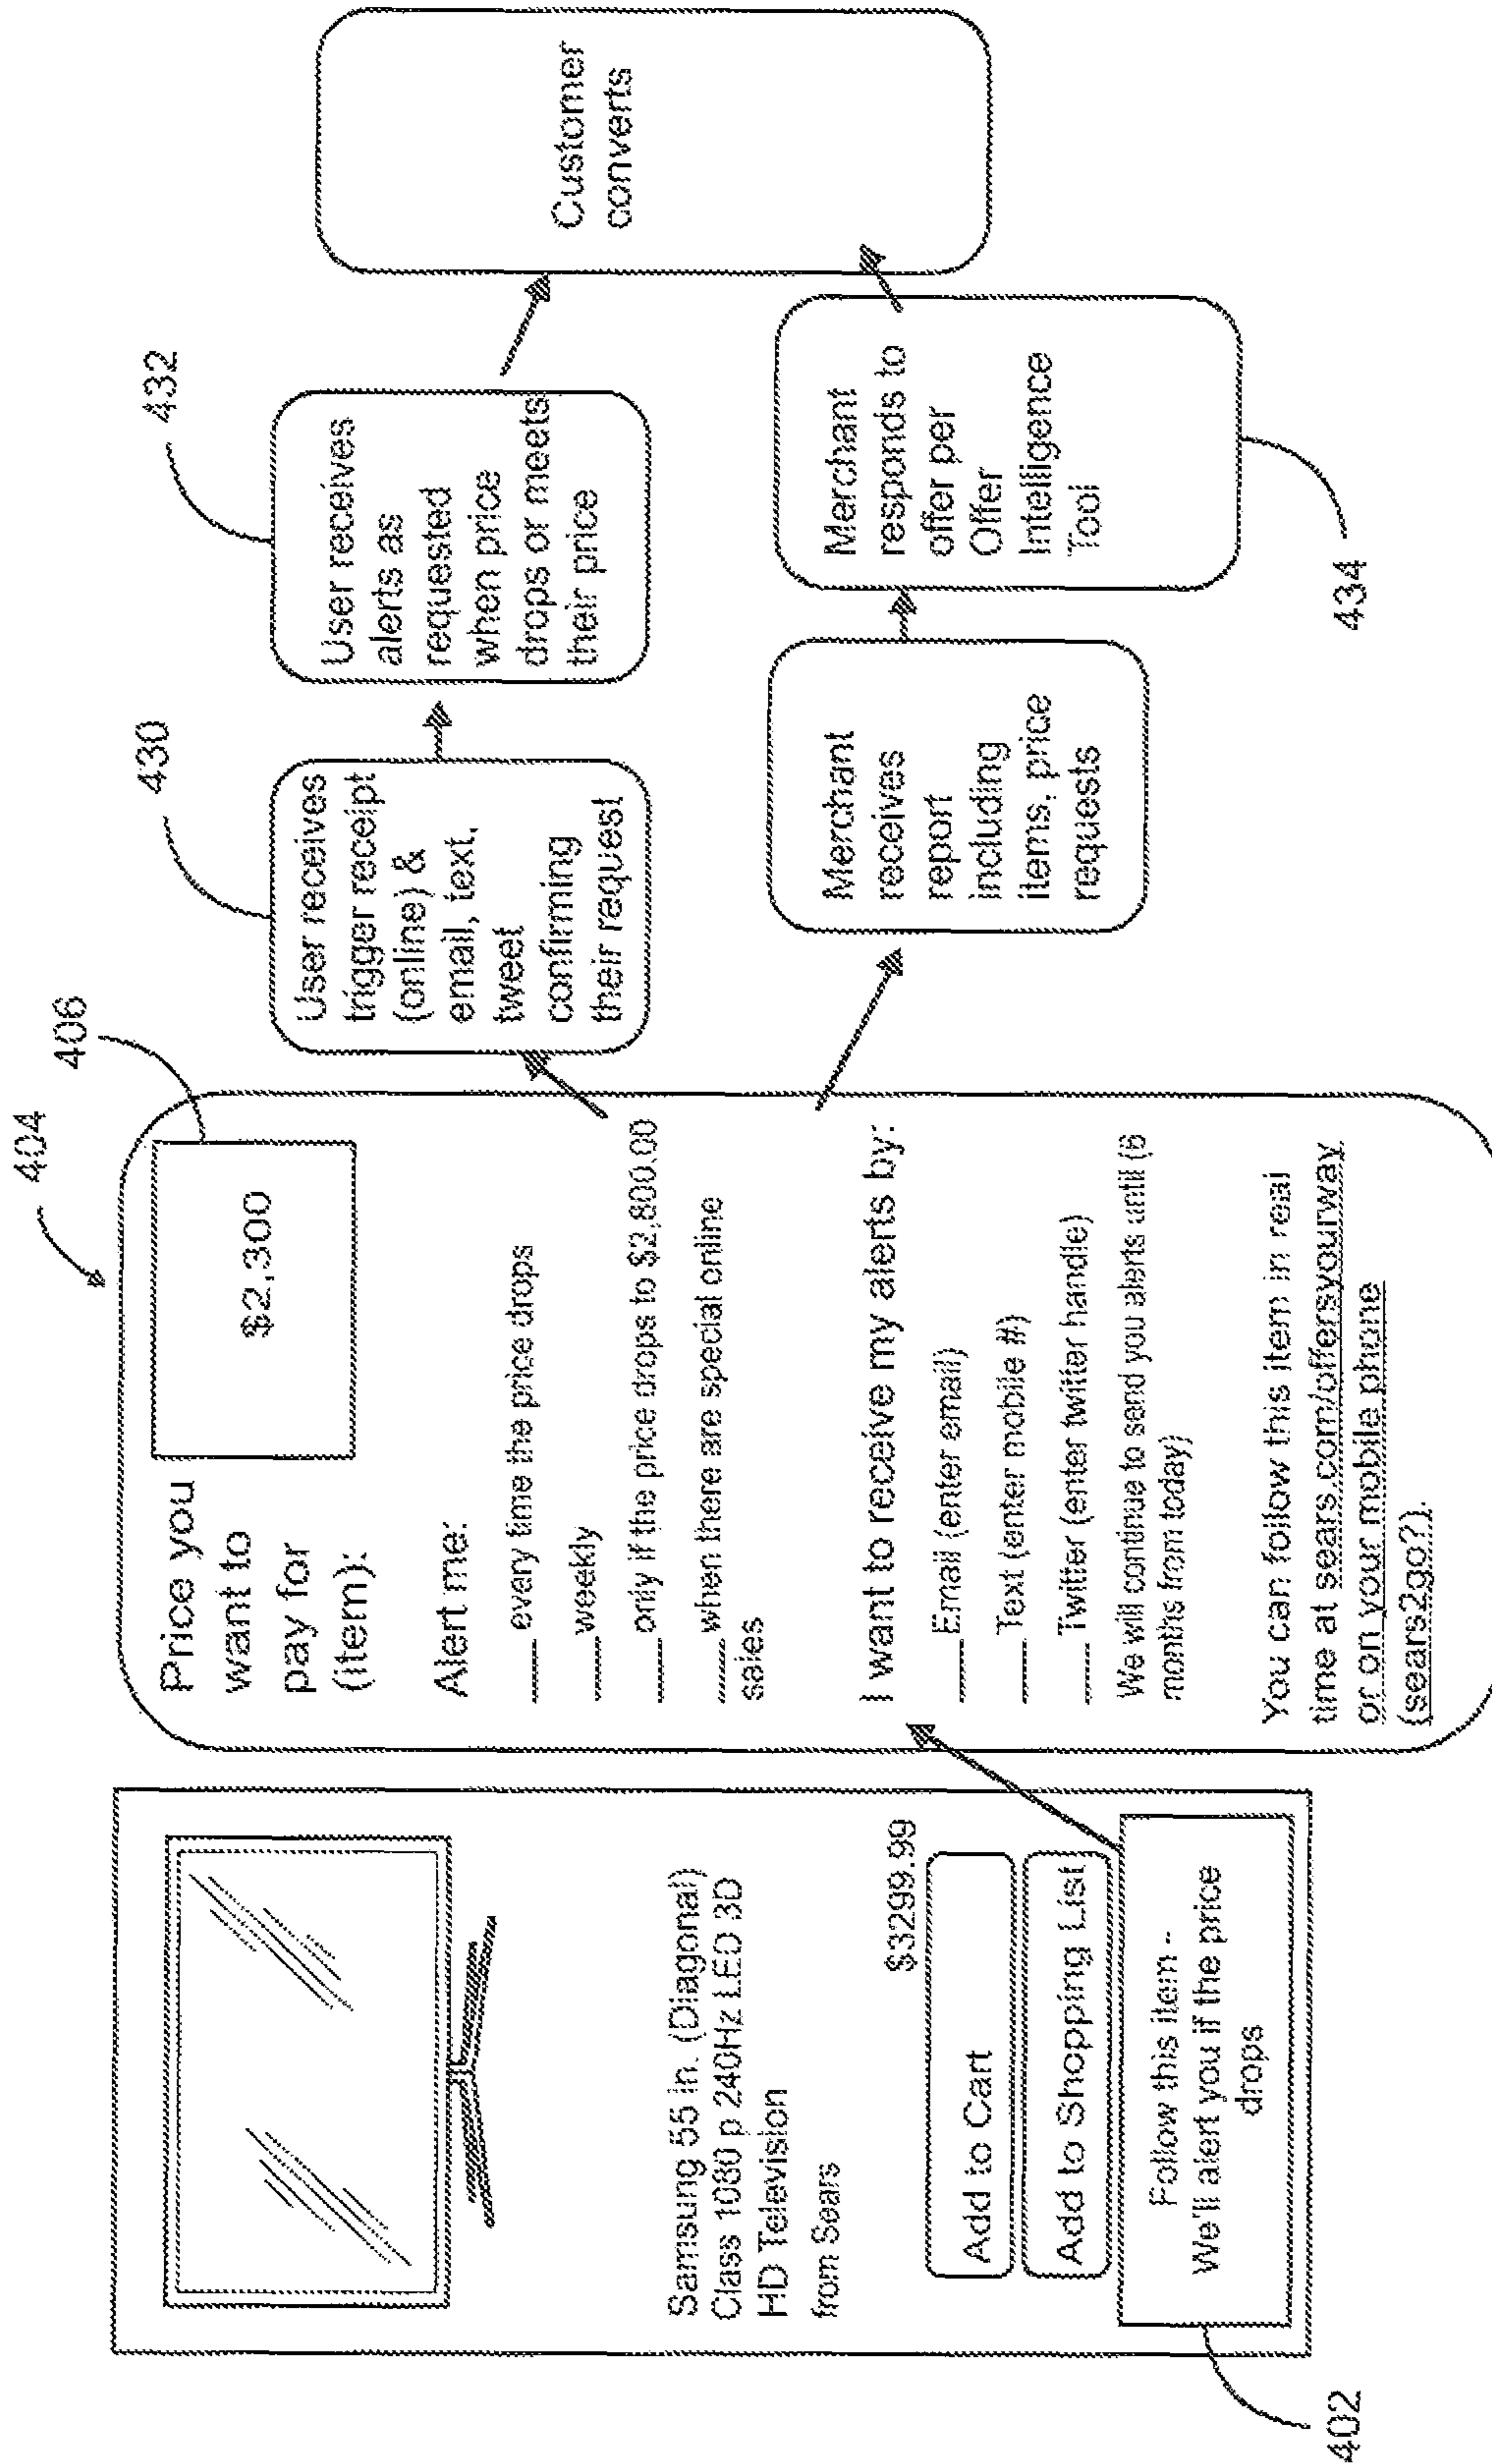 Samsung 55 in. (Diagonal)
Class 1080 p 240Hz LED 3D
HD Television
from Sears
$3299.99
Add to Cart
Add to Shopping List
Follow this item -
We'll alert you if the price
drops
402
404
Price you
want to
pay for
(item):
$2,300
406
Alert me:
___ every time the price drops
___ weekly
___ only if the price drops to $2,800.00
___ when there are special online
sales
I want to receive my alerts by:
___ Email (enter email)
___ Text (enter mobile #)
___ Twitter (enter twitter handle)
We will continue to send you alerts until (6
months from today)
You can follow this item in real
time at sears.com/offersyourway
or on your mobile phone
(sears2go?).
430
User receives
trigger receipt
(online) &
email, text,
tweet
confirming
their request
432
User receives
alerts as
requested
when price
drops or meets
their price
Merchant
receives
report
including
items, price
requests
Merchant
responds to
offer per
Offer
Intelligence
Tool
434
Customer
converts